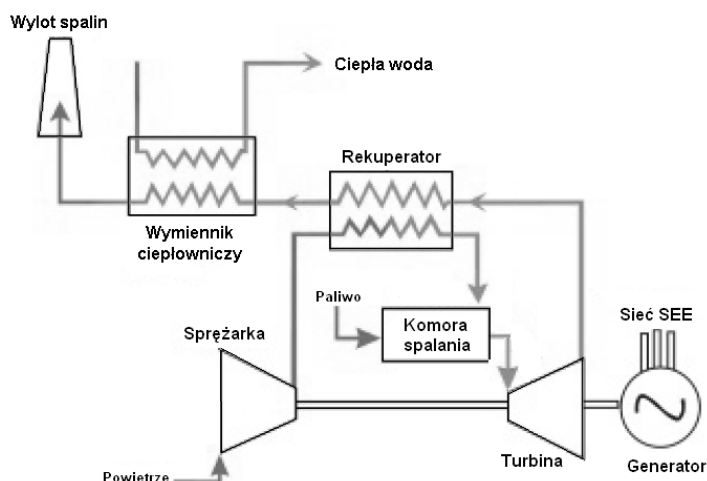 Wylot spalin
Ciepła woda
Rekuperator
Wymiennik
ciepłowniczy
Paliwo
Komora
spalania
Sieć SEE
Sprężarka
Turbina
Generator
Powietrze